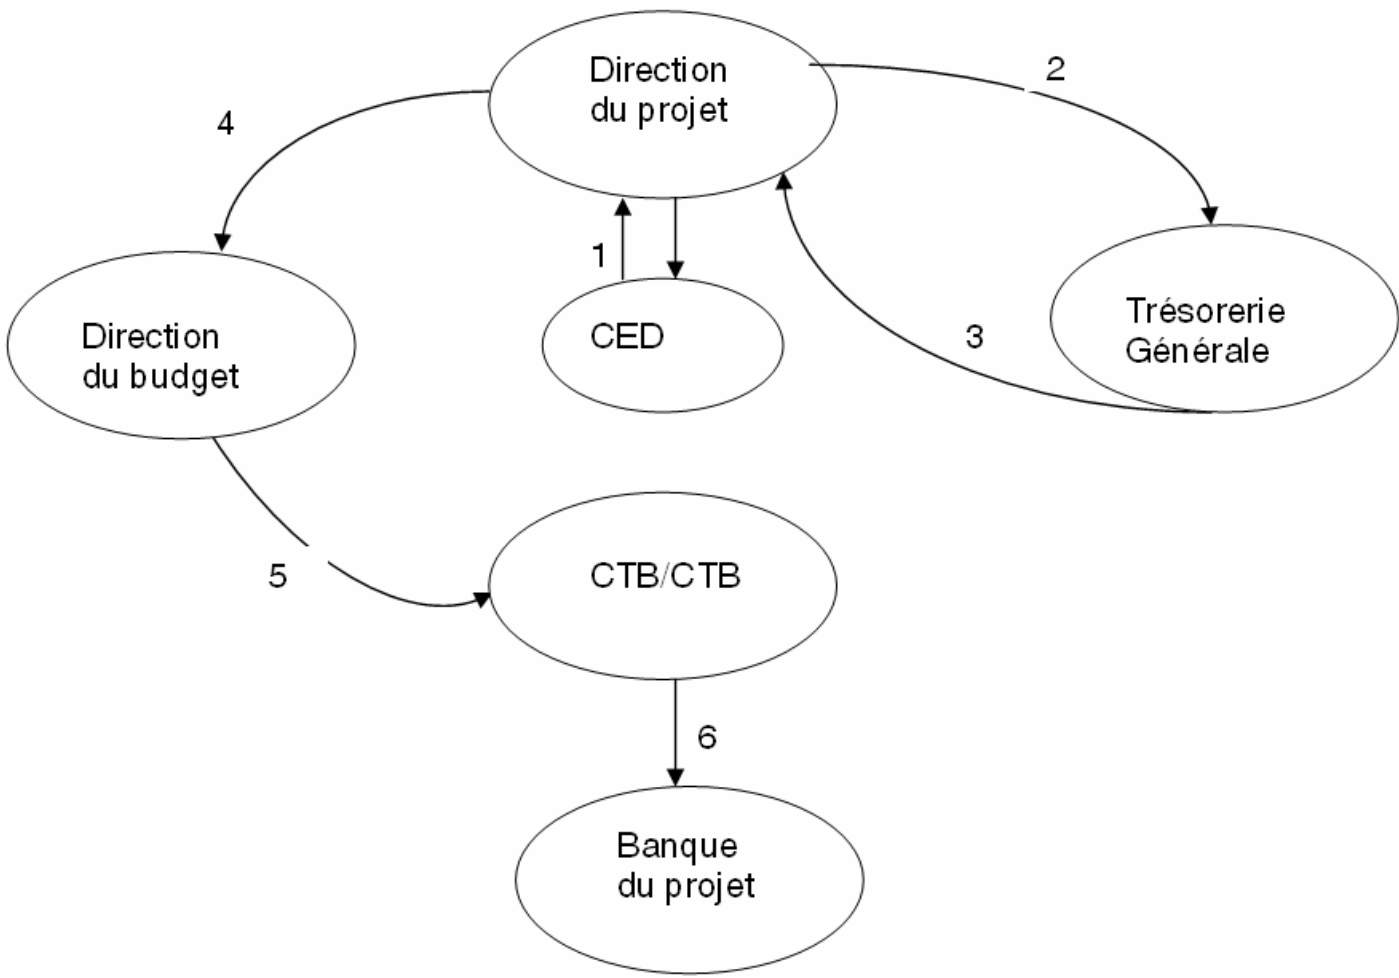 Direction
du projet
2
4
1
Direction
du budget
CED
3
Trésorerie
Générale
5
CTB/CTB
6
Banque
du projet